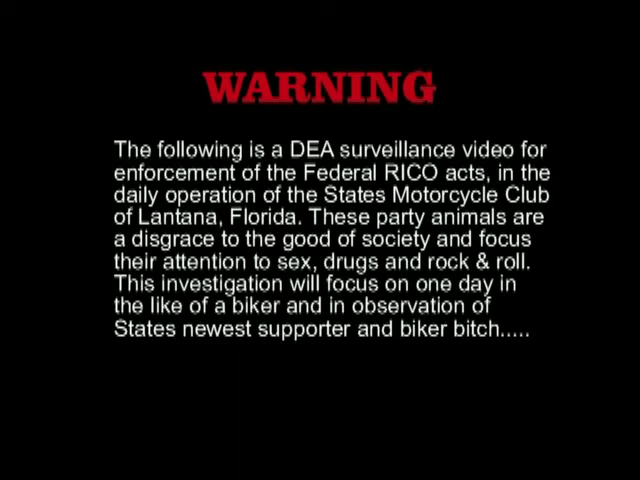 WARNING
The following is a DEA surveillance video for
enforcement of the Federal RICO acts, in the
daily operation of the States Motorcycle Club
of Lantana, Florida. These party animals are
a disgrace to the good of society and focus
their attention to sex, drugs and rock & roll.
This investigation will focus on one day in
the like of a biker and in observation of
States newest supporter and biker bitch.....